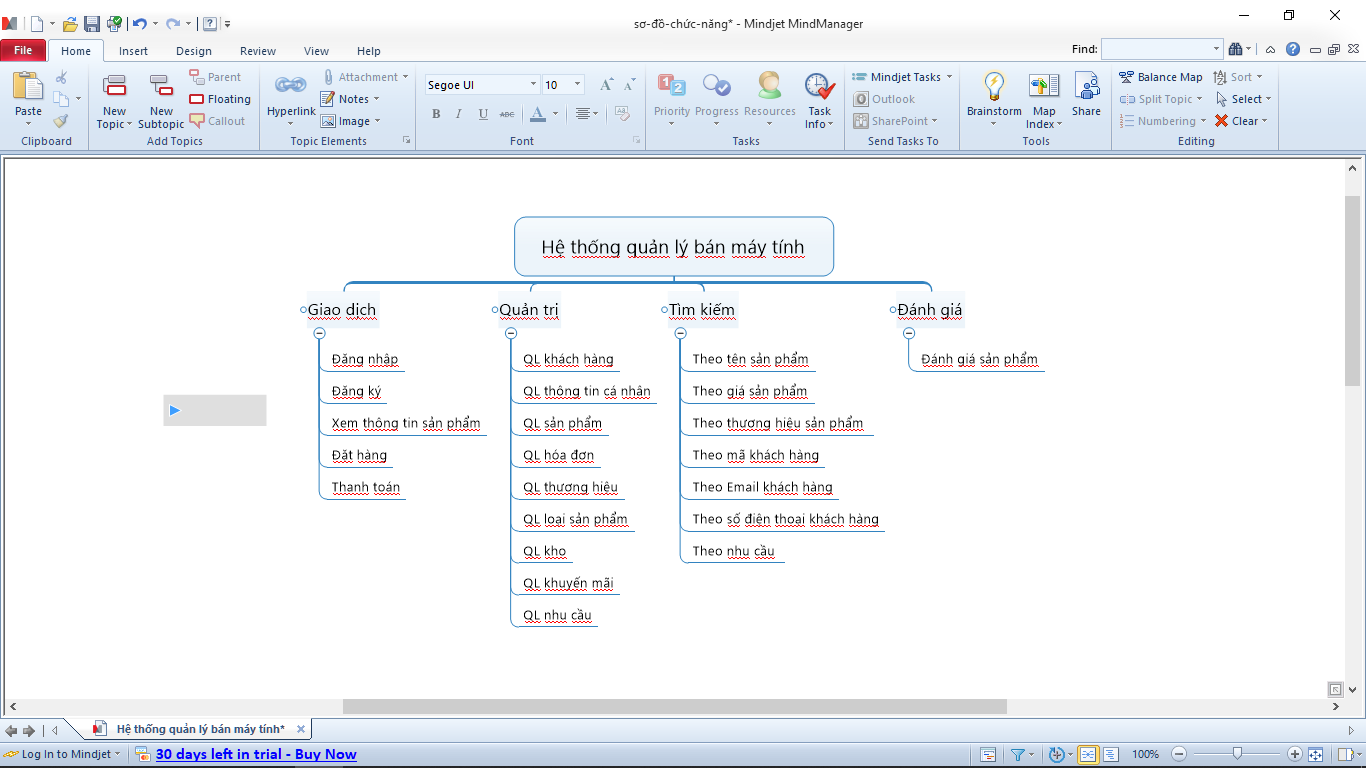 sơ-đồ-chức-năng* - Mindjet MindManager
File Home Insert Design Review View Help Find:
Paste
Clipboard
New Topic
New Subtopic
Parent
Floating
Callout
Add Topics
Hyperlink
Attachment
Notes
Image
Topic Elements
Segoe UI 10
B I U ABC A
Font
Priority Progress Resources Task Info
Tasks
Mindjet Tasks
Outlook
SharePoint
Send Tasks To
Brainstorm Map Index Share
Tools
Balance Map Sort
Split Topic Select
Numbering Clear
Editing
Hệ thống quản lý bán máy tính
Giao dịch
Đăng nhập
Đăng ký
Xem thông tin sản phẩm
Đặt hàng
Thanh toán
Quản trị
QL khách hàng
QL thông tin cá nhân
QL sản phẩm
QL hóa đơn
QL thương hiệu
QL loại sản phẩm
QL kho
QL khuyến mãi
QL nhu cầu
Tìm kiếm
Theo tên sản phẩm
Theo giá sản phẩm
Theo thương hiệu sản phẩm
Theo mã khách hàng
Theo Email khách hàng
Theo số điện thoại khách hàng
Theo nhu cầu
Đánh giá
Đánh giá sản phẩm
Hệ thống quản lý bán máy tính*
Log In to Mindjet 30 days left in trial - Buy Now 100%